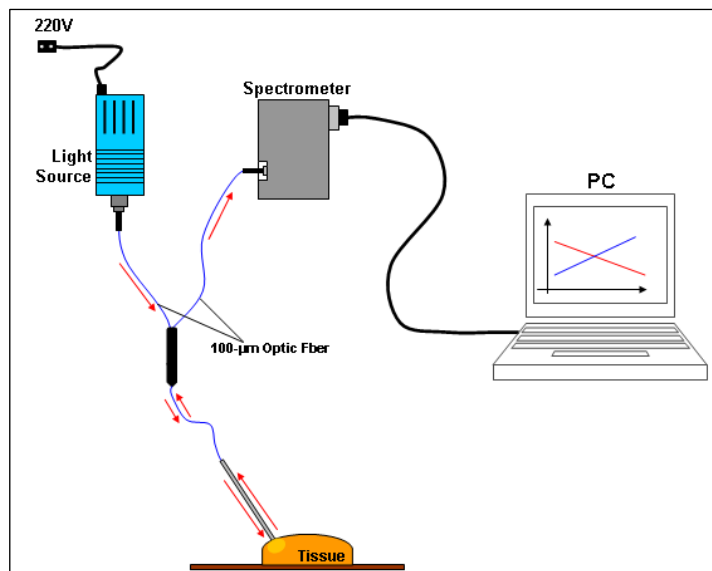 220V
Spectrometer
Light
Source
PC
100-µm Optic Fber
Tissue